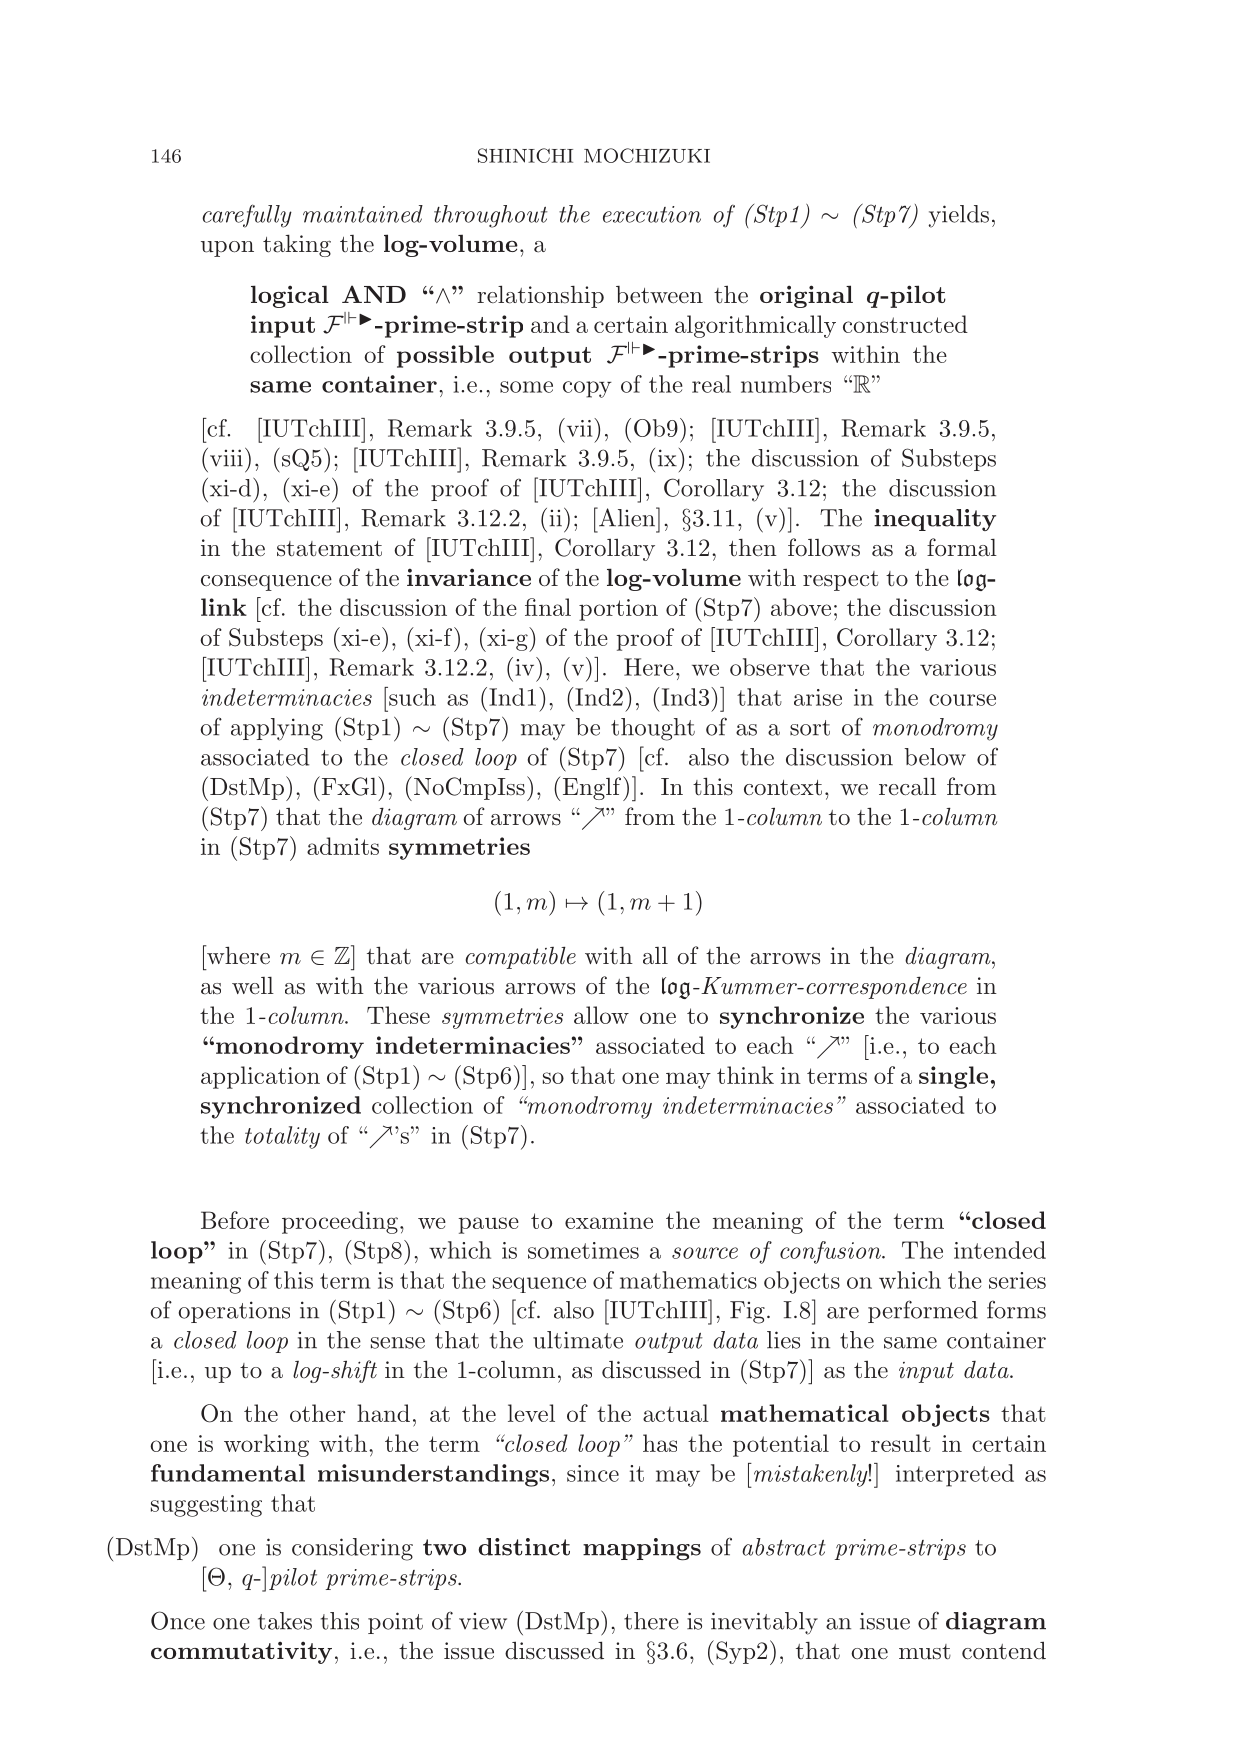 146 SHINICHI MOCHIZUKI
carefully maintained throughout the execution of (Stp1) ∼ (Stp7) yields,
upon taking the log-volume, a
logical AND “∧” relationship between the original q-pilot
input ℱ⊩▶-prime-strip and a certain algorithmically constructed
collection of possible output ℱ⊩▶-prime-strips within the
same container, i.e., some copy of the real numbers “ℝ”
[cf. [IUTchIII], Remark 3.9.5, (vii), (Ob9); [IUTchIII], Remark 3.9.5,
(viii), (sQ5); [IUTchIII], Remark 3.9.5, (ix); the discussion of Substeps
(xi-d), (xi-e) of the proof of [IUTchIII], Corollary 3.12; the discussion
of [IUTchIII], Remark 3.12.2, (ii); [Alien], §3.11, (v)]. The inequality
in the statement of [IUTchIII], Corollary 3.12, then follows as a formal
consequence of the invariance of the log-volume with respect to the 𝔩𝔬𝔤-
link [cf. the discussion of the final portion of (Stp7) above; the discussion
of Substeps (xi-e), (xi-f), (xi-g) of the proof of [IUTchIII], Corollary 3.12;
[IUTchIII], Remark 3.12.2, (iv), (v)]. Here, we observe that the various
indeterminacies [such as (Ind1), (Ind2), (Ind3)] that arise in the course
of applying (Stp1) ∼ (Stp7) may be thought of as a sort of monodromy
associated to the closed loop of (Stp7) [cf. also the discussion below of
(DstMp), (FxGl), (NoCmpIss), (Englf)]. In this context, we recall from
(Stp7) that the diagram of arrows “↗” from the 1-column to the 1-column
in (Stp7) admits symmetries
(1, m) ↦ (1, m + 1)
[where m ∈ ℤ] that are compatible with all of the arrows in the diagram,
as well as with the various arrows of the 𝔩𝔬𝔤-Kummer-correspondence in
the 1-column. These symmetries allow one to synchronize the various
“monodromy indeterminacies” associated to each “↗” [i.e., to each
application of (Stp1) ∼ (Stp6)], so that one may think in terms of a single,
synchronized collection of “monodromy indeterminacies” associated to
the totality of “↗’s” in (Stp7).
Before proceeding, we pause to examine the meaning of the term “closed
loop” in (Stp7), (Stp8), which is sometimes a source of confusion. The intended
meaning of this term is that the sequence of mathematics objects on which the series
of operations in (Stp1) ∼ (Stp6) [cf. also [IUTchIII], Fig. I.8] are performed forms
a closed loop in the sense that the ultimate output data lies in the same container
[i.e., up to a log-shift in the 1-column, as discussed in (Stp7)] as the input data.
On the other hand, at the level of the actual mathematical objects that
one is working with, the term “closed loop” has the potential to result in certain
fundamental misunderstandings, since it may be [mistakenly!] interpreted as
suggesting that
(DstMp) one is considering two distinct mappings of abstract prime-strips to
[Θ, q-]pilot prime-strips.
Once one takes this point of view (DstMp), there is inevitably an issue of diagram
commutativity, i.e., the issue discussed in §3.6, (Syp2), that one must contend